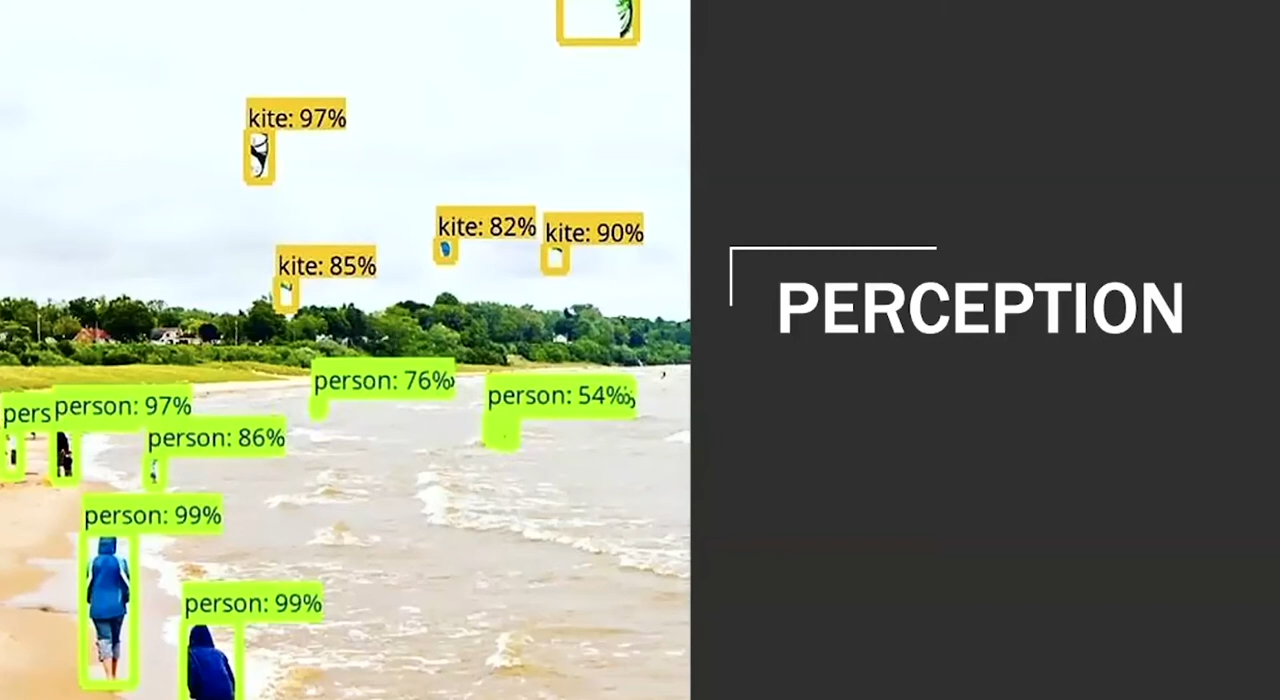 kite: 97%
kite: 82%
kite: 90%
kite: 85%
PERCEPTION
person: 76%
person: 54%
pers
person: 97%
person: 86%
person: 99%
person: 99%